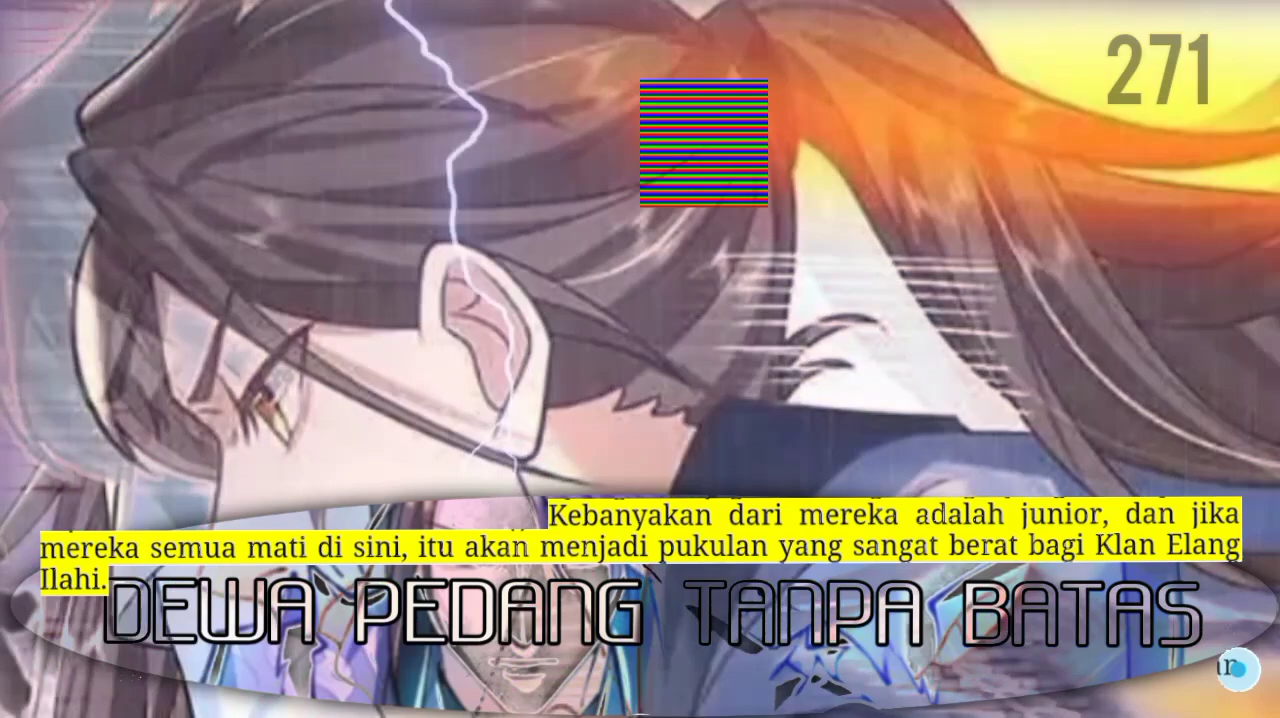 271
Kebanyakan dari mereka adalah junior, dan jika
mereka semua mati di sini, itu akan menjadi pukulan yang sangat berat bagi Klan Elang
Ilahi.
DEWA PEDANG TANPA BATAS